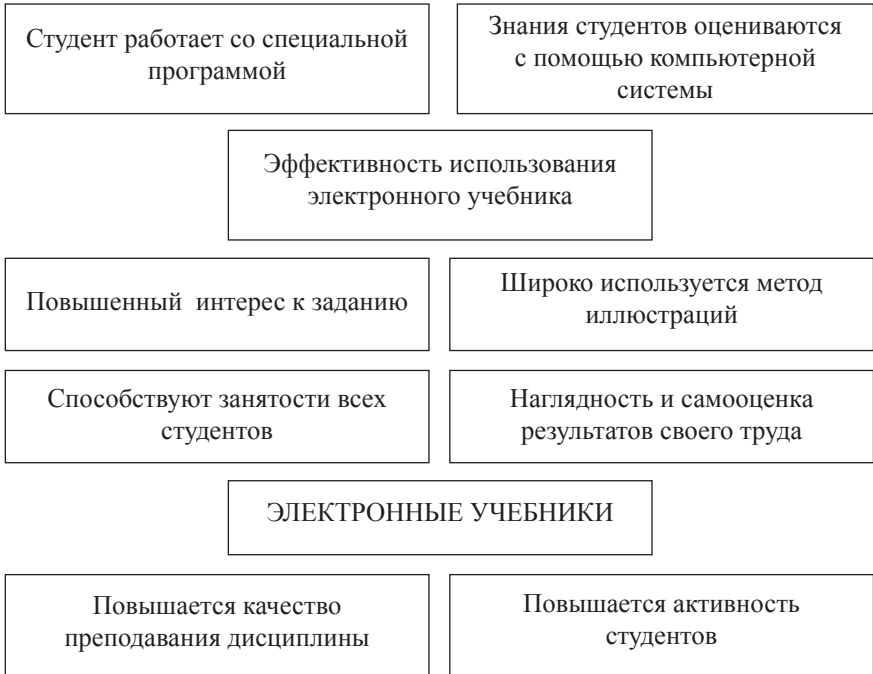 Студент работает со специальной
программой
Знания студентов оцениваются
с помощью компьютерной
системы
Эффективность использования
электронного учебника
Повышенный интерес к заданию
Широко используется метод
иллюстраций
Способствуют занятости всех
студентов
Наглядность и самооценка
результатов своего труда
ЭЛЕКТРОННЫЕ УЧЕБНИКИ
Повышается качество
преподавания дисциплины
Повышается активность
студентов